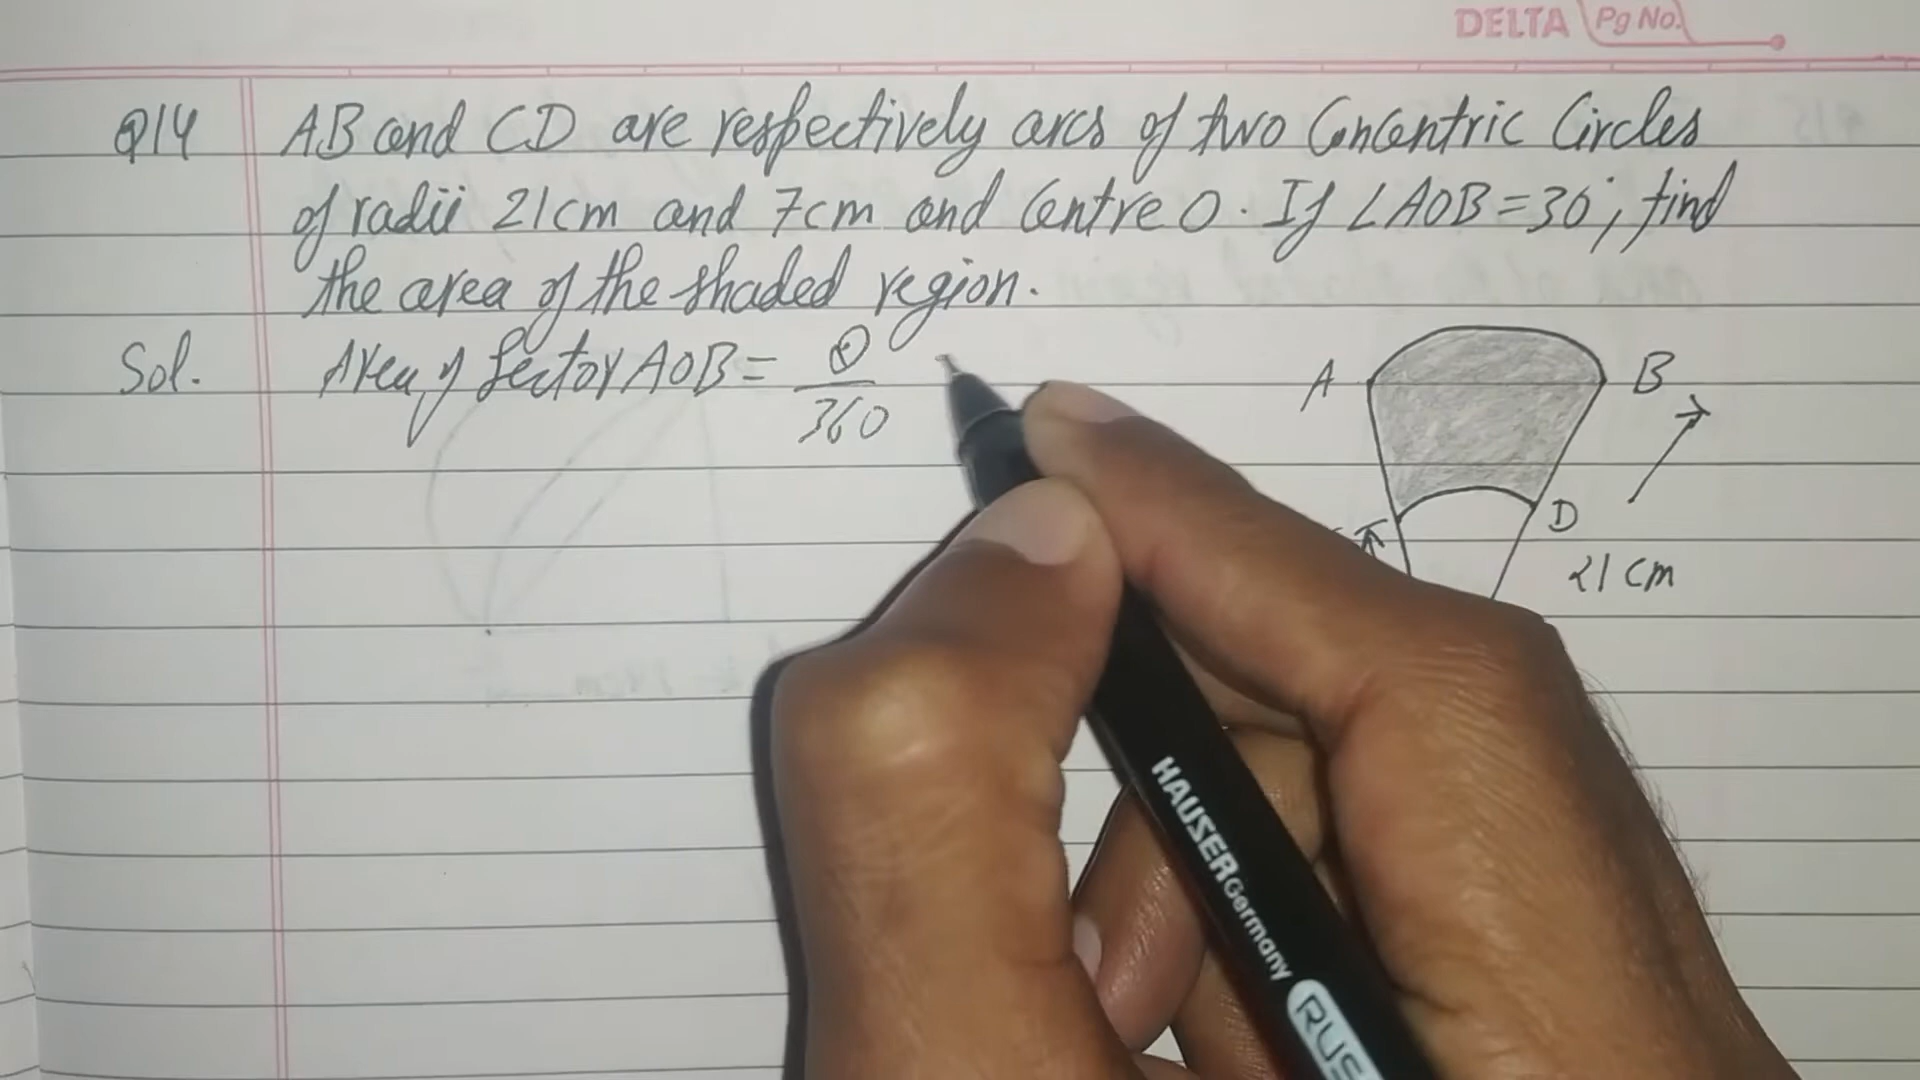 DELTA Pg No.
Q14 AB and CD are respectively arcs of two Concentric Circles
of radii 21cm and 7cm and Centre O. If ∠AOB=30°, find
the area of the shaded region.
Sol. Area of Sector AOB = θ
360
A B
D
21 cm
HAUSER Germany
RUS